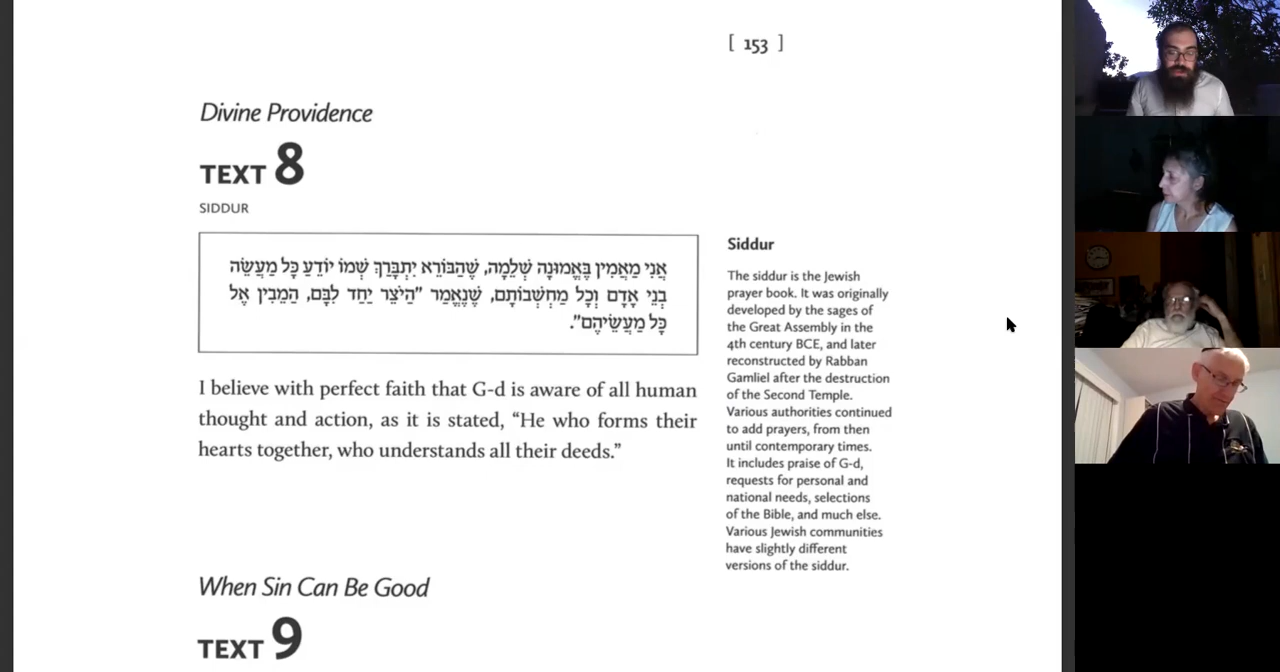 [ 153 ]
Divine Providence
TEXT 8
SIDDUR
אֲנִי מַאֲמִין בֶּאֱמוּנָה שְׁלֵמָה, שֶׁהַבּוֹרֵא יִתְבָּרַךְ שְׁמוֹ יוֹדֵעַ כָּל מַעֲשֵׂה
בְנֵי אָדָם וְכָל מַחְשְׁבוֹתָם, שֶׁנֶּאֱמַר "הַיֹּצֵר יַחַד לִבָּם, הַמֵּבִין אֶל
כָּל מַעֲשֵׂיהֶם".
I believe with perfect faith that G-d is aware of all human
thought and action, as it is stated, “He who forms their
hearts together, who understands all their deeds.”
Siddur
The siddur is the Jewish
prayer book. It was originally
developed by the sages of
the Great Assembly in the
4th century BCE, and later
reconstructed by Rabban
Gamliel after the destruction
of the Second Temple.
Various authorities continued
to add prayers, from then
until contemporary times.
It includes praise of G-d,
requests for personal and
national needs, selections
of the Bible, and much else.
Various Jewish communities
have slightly different
versions of the siddur.
When Sin Can Be Good
TEXT 9